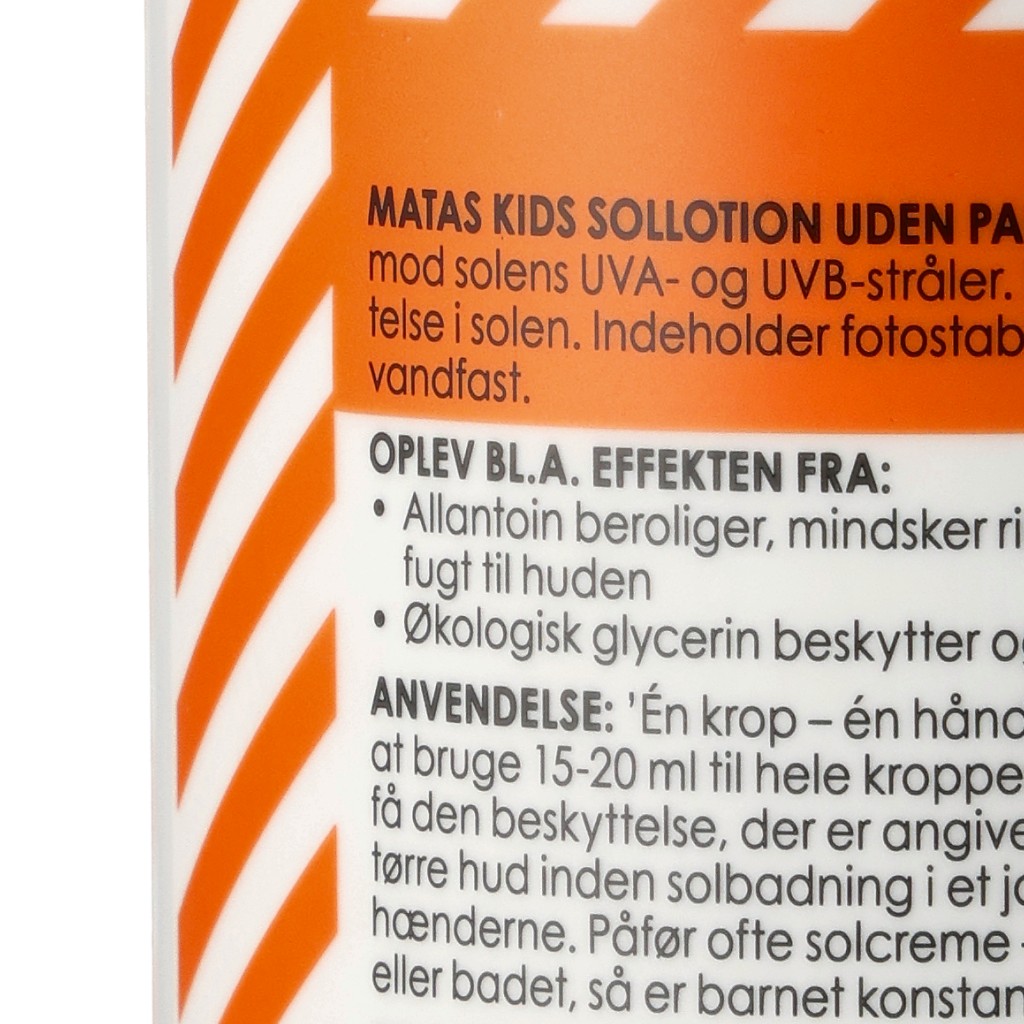 MATAS KIDS SOLLOTION UDEN PA
mod solens UVA- og UVB-stråler.
telse i solen. Indeholder fotostab
vandfast.
OPLEV BL.A. EFFEKTEN FRA:
• Allantoin beroliger, mindsker ri
fugt til huden
• Økologisk glycerin beskytter og
ANVENDELSE: 'Én krop – én hånd
at bruge 15-20 ml til hele kroppe
få den beskyttelse, der er angive
tørre hud inden solbadning i et
hænderne. Påfør ofte solcreme -
eller badet, så er barnet konstan